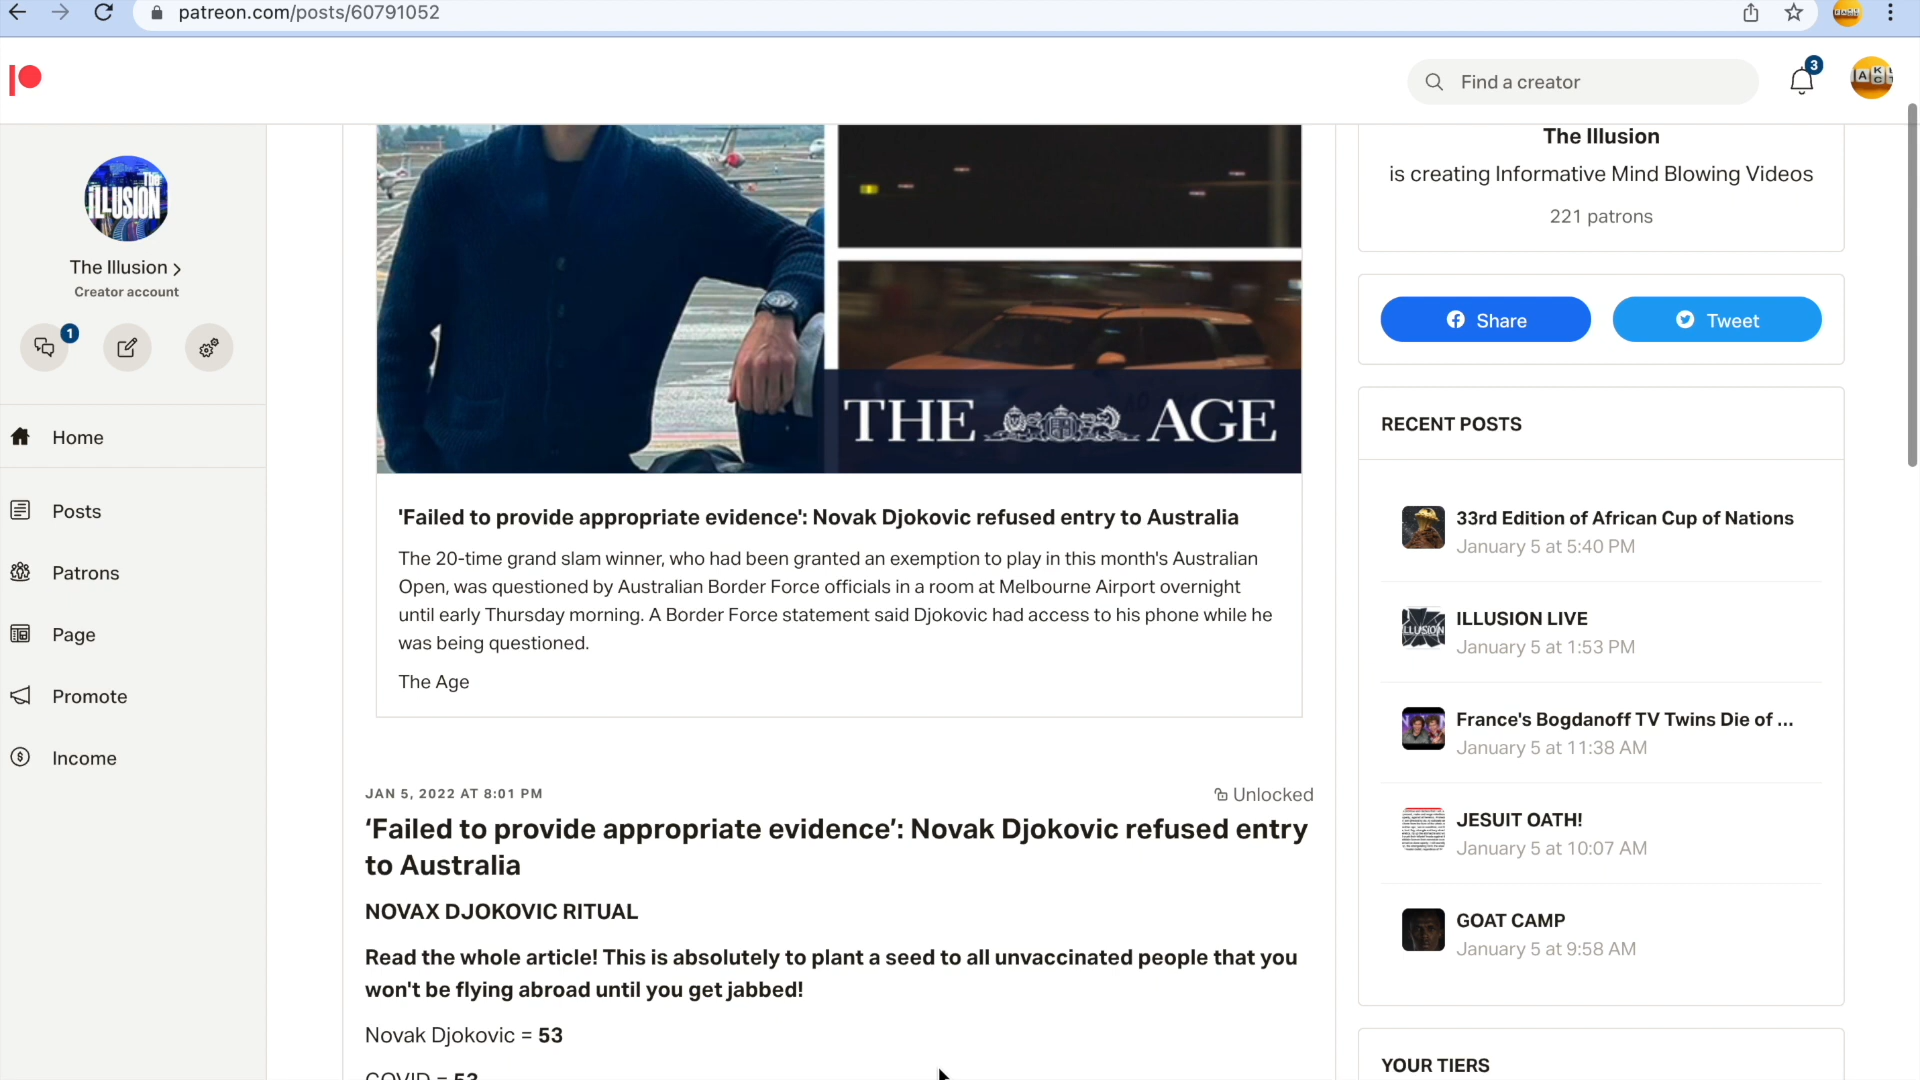 patreon.com/posts/60791052
Find a creator
3
The Illusion
is creating Informative Mind Blowing Videos
221 patrons
THE ILLUSION
The Illusion
Creator account
1
Home
Posts
Patrons
Page
Promote
Income
THE AGE
'Failed to provide appropriate evidence': Novak Djokovic refused entry to Australia
The 20-time grand slam winner, who had been granted an exemption to play in this month's Australian
Open, was questioned by Australian Border Force officials in a room at Melbourne Airport overnight
until early Thursday morning. A Border Force statement said Djokovic had access to his phone while he
was being questioned.
The Age
JAN 5, 2022 AT 8:01 PM
Unlocked
‘Failed to provide appropriate evidence’: Novak Djokovic refused entry
to Australia
NOVAX DJOKOVIC RITUAL
Read the whole article! This is absolutely to plant a seed to all unvaccinated people that you
won't be flying abroad until you get jabbed!
Novak Djokovic = 53
COVID = 53
Share
Tweet
RECENT POSTS
33rd Edition of African Cup of Nations
January 5 at 5:40 PM
ILLUSION
ILLUSION LIVE
January 5 at 1:53 PM
France's Bogdanoff TV Twins Die of ...
January 5 at 11:38 AM
JESUIT OATH!
January 5 at 10:07 AM
GOAT CAMP
January 5 at 9:58 AM
YOUR TIERS